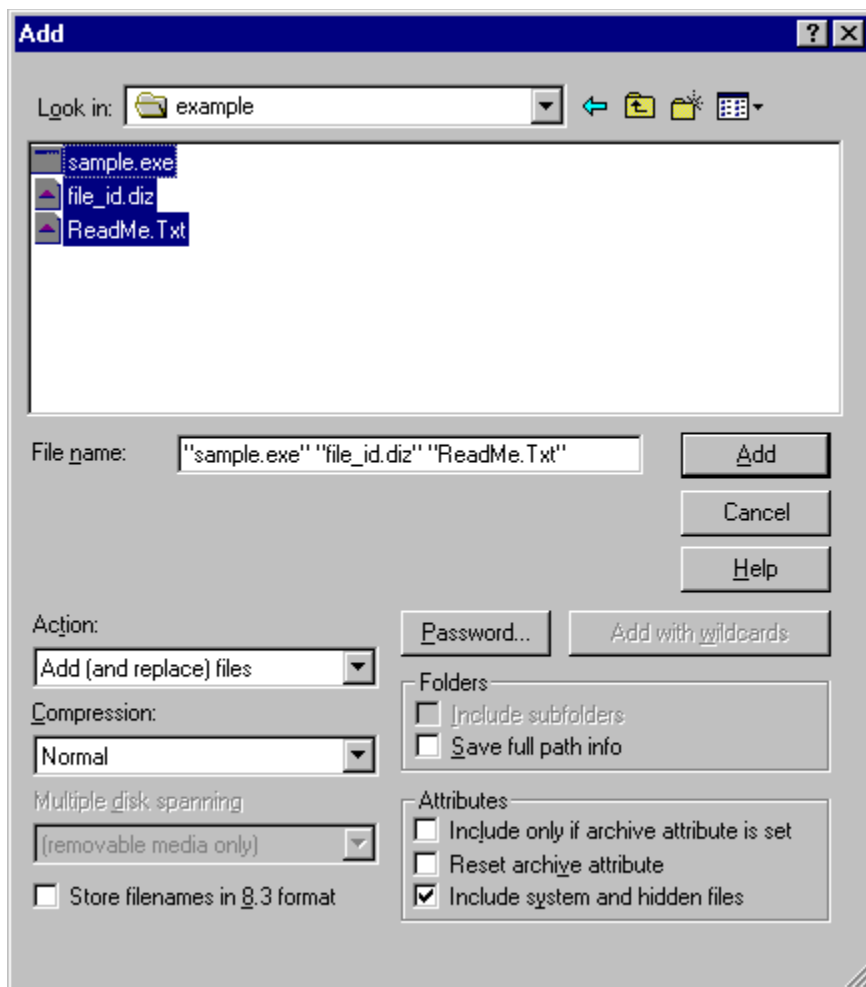 Add
Look in: example
sample.exe
file_id.diz
ReadMe.Txt
File name: "sample.exe" "file_id.diz" "ReadMe.Txt"
Add
Cancel
Help
Action:
Add (and replace) files
Password...
Add with wildcards
Compression:
Normal
Folders
Include subfolders
Save full path info
Multiple disk spanning
(removable media only)
Store filenames in 8.3 format
Attributes
Include only if archive attribute is set
Reset archive attribute
Include system and hidden files